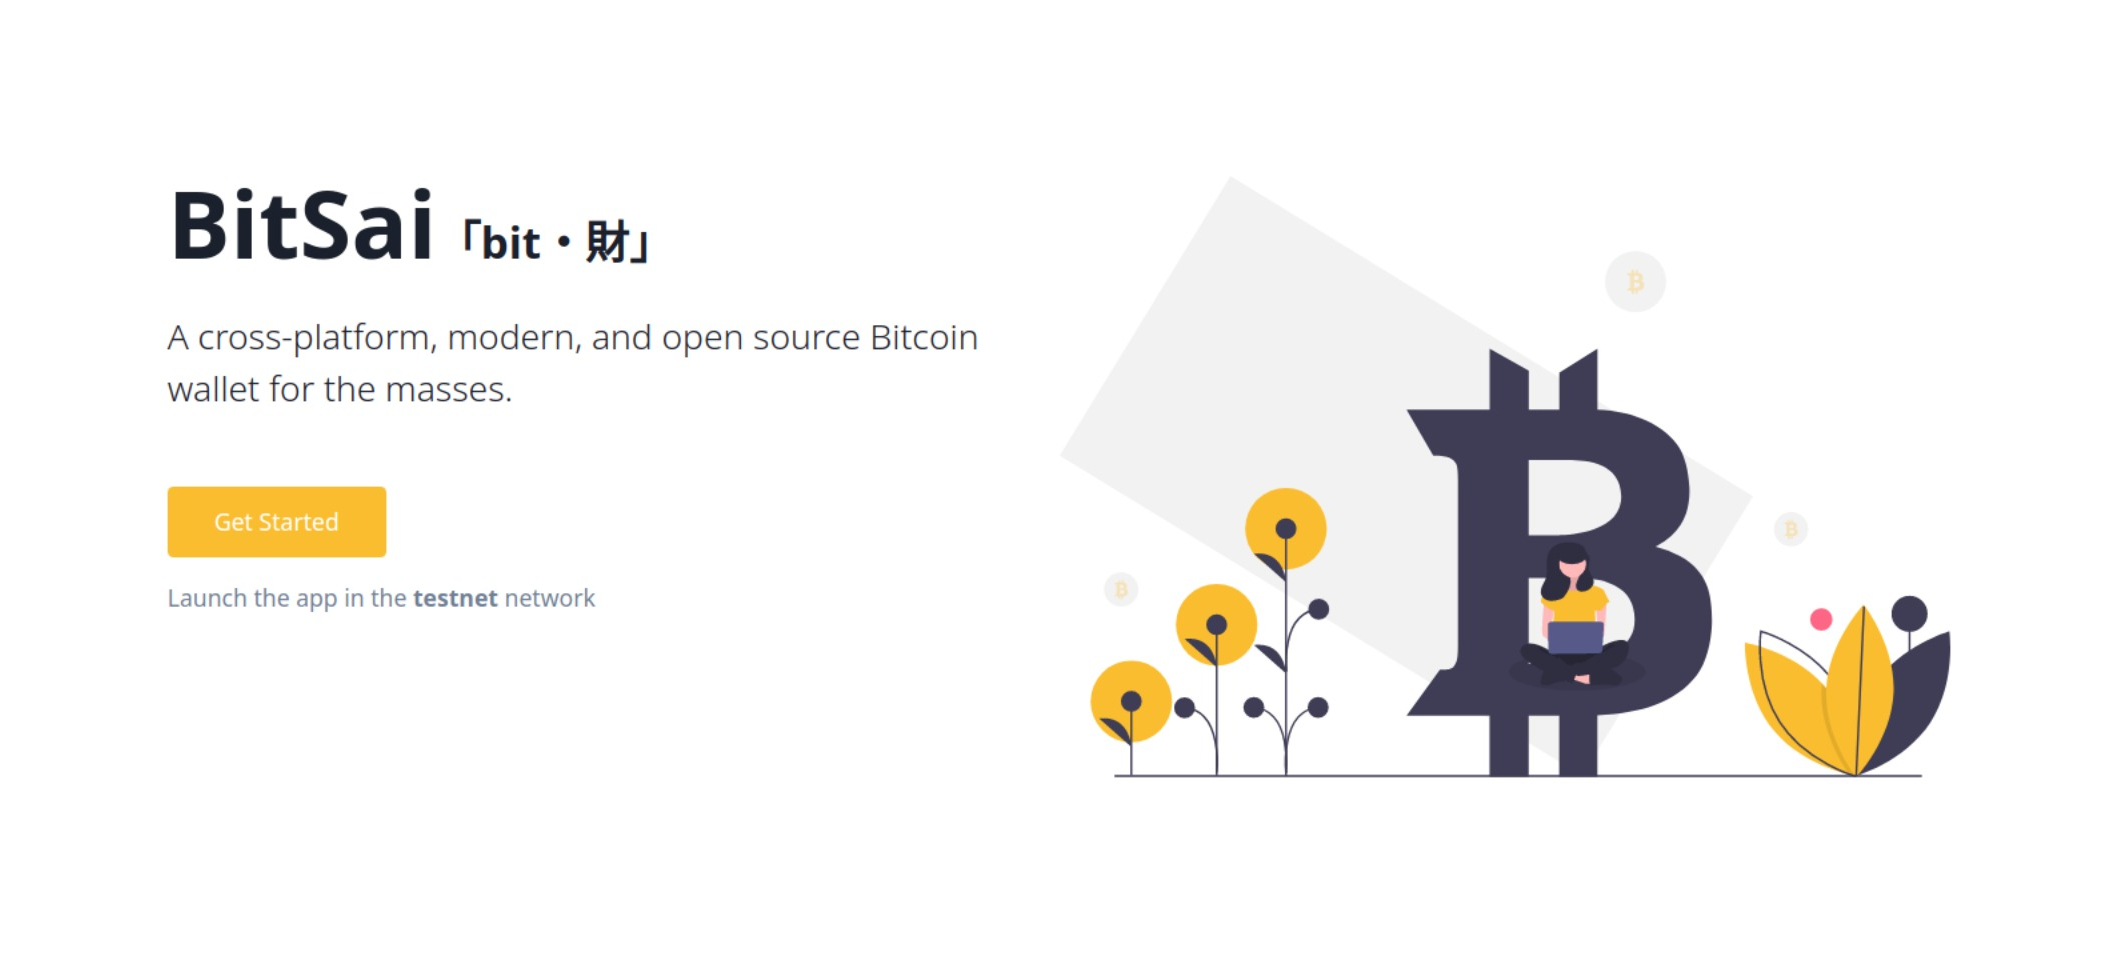 BitSai 「bit・財」
A cross-platform, modern, and open source Bitcoin
wallet for the masses.
Get Started
Launch the app in the testnet network